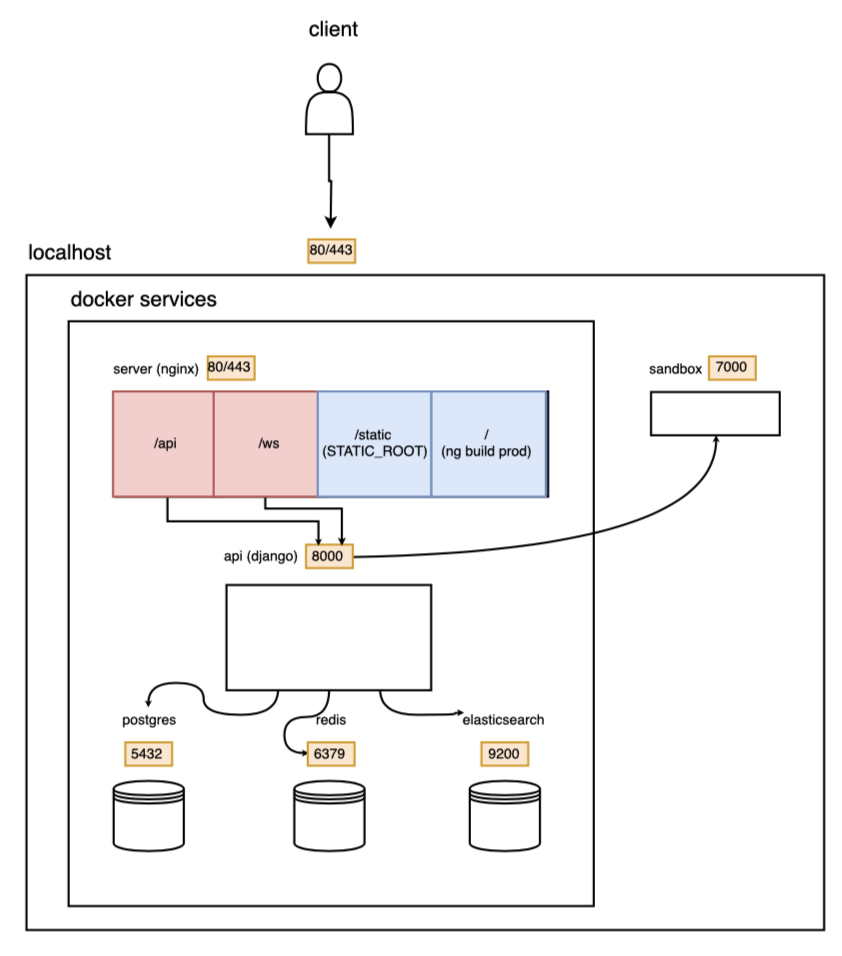 client
80/443
localhost
docker services
server (nginx) 80/443
sandbox 7000
/api
/ws
/static
(STATIC_ROOT)
/
(ng build prod)
api (django) 8000
postgres
redis
elasticsearch
5432
6379
9200